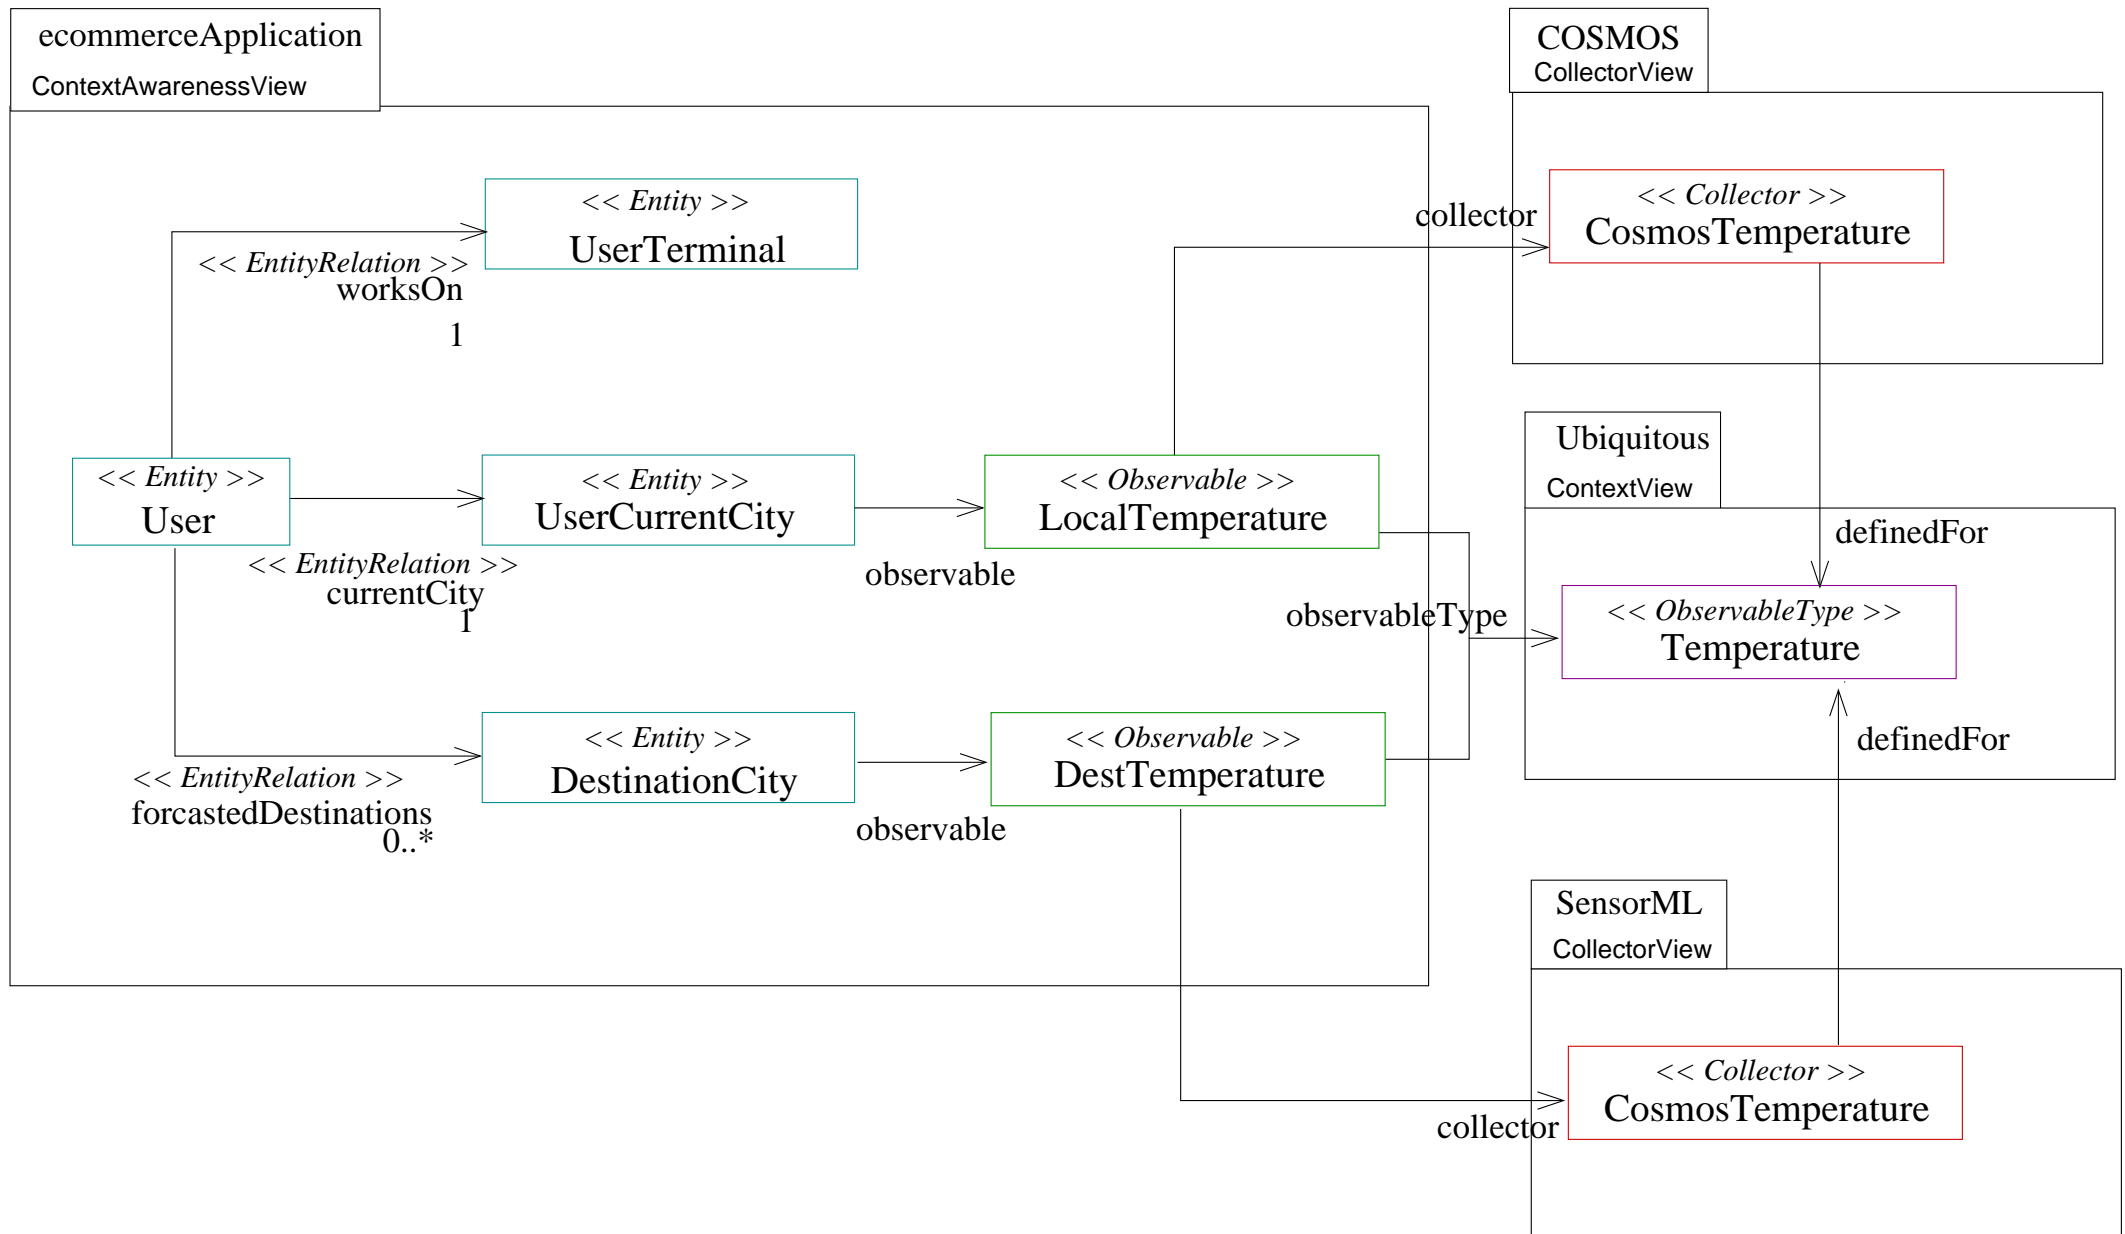 ecommerceApplication
ContextAwarenessView
<< Entity >>
UserTerminal
<< EntityRelation >>
worksOn
1
<< Entity >>
User
<< EntityRelation >>
currentCity
1
<< Entity >>
UserCurrentCity
observable
<< Observable >>
LocalTemperature
<< EntityRelation >>
forcastedDestinations
0..*
<< Entity >>
DestinationCity
observable
<< Observable >>
DestTemperature
observableType
collector
COSMOS
CollectorView
<< Collector >>
CosmosTemperature
definedFor
Ubiquitous
ContextView
<< ObservableType >>
Temperature
definedFor
SensorML
CollectorView
<< Collector >>
CosmosTemperature
collector